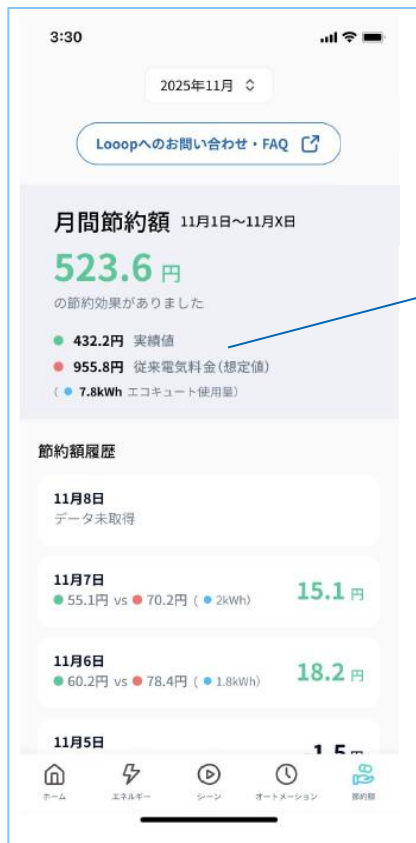 3:30
2025年11月
Looopへのお問い合わせ・FAQ
月間節約額 11月1日～11月X日
523.6 円
の節約効果がありました
432.2円 実績値
955.8円 従来電気料金(想定値)
( 7.8kWh エコキュート使用量)
節約額履歴
11月8日
データ未取得
11月7日
55.1円 vs 70.2円 ( 2kWh)
15.1 円
11月6日
60.2円 vs 78.4円 ( 1.8kWh)
18.2 円
11月5日
-1.5 円
ホーム エネルギー シーン オートメーション 節約額